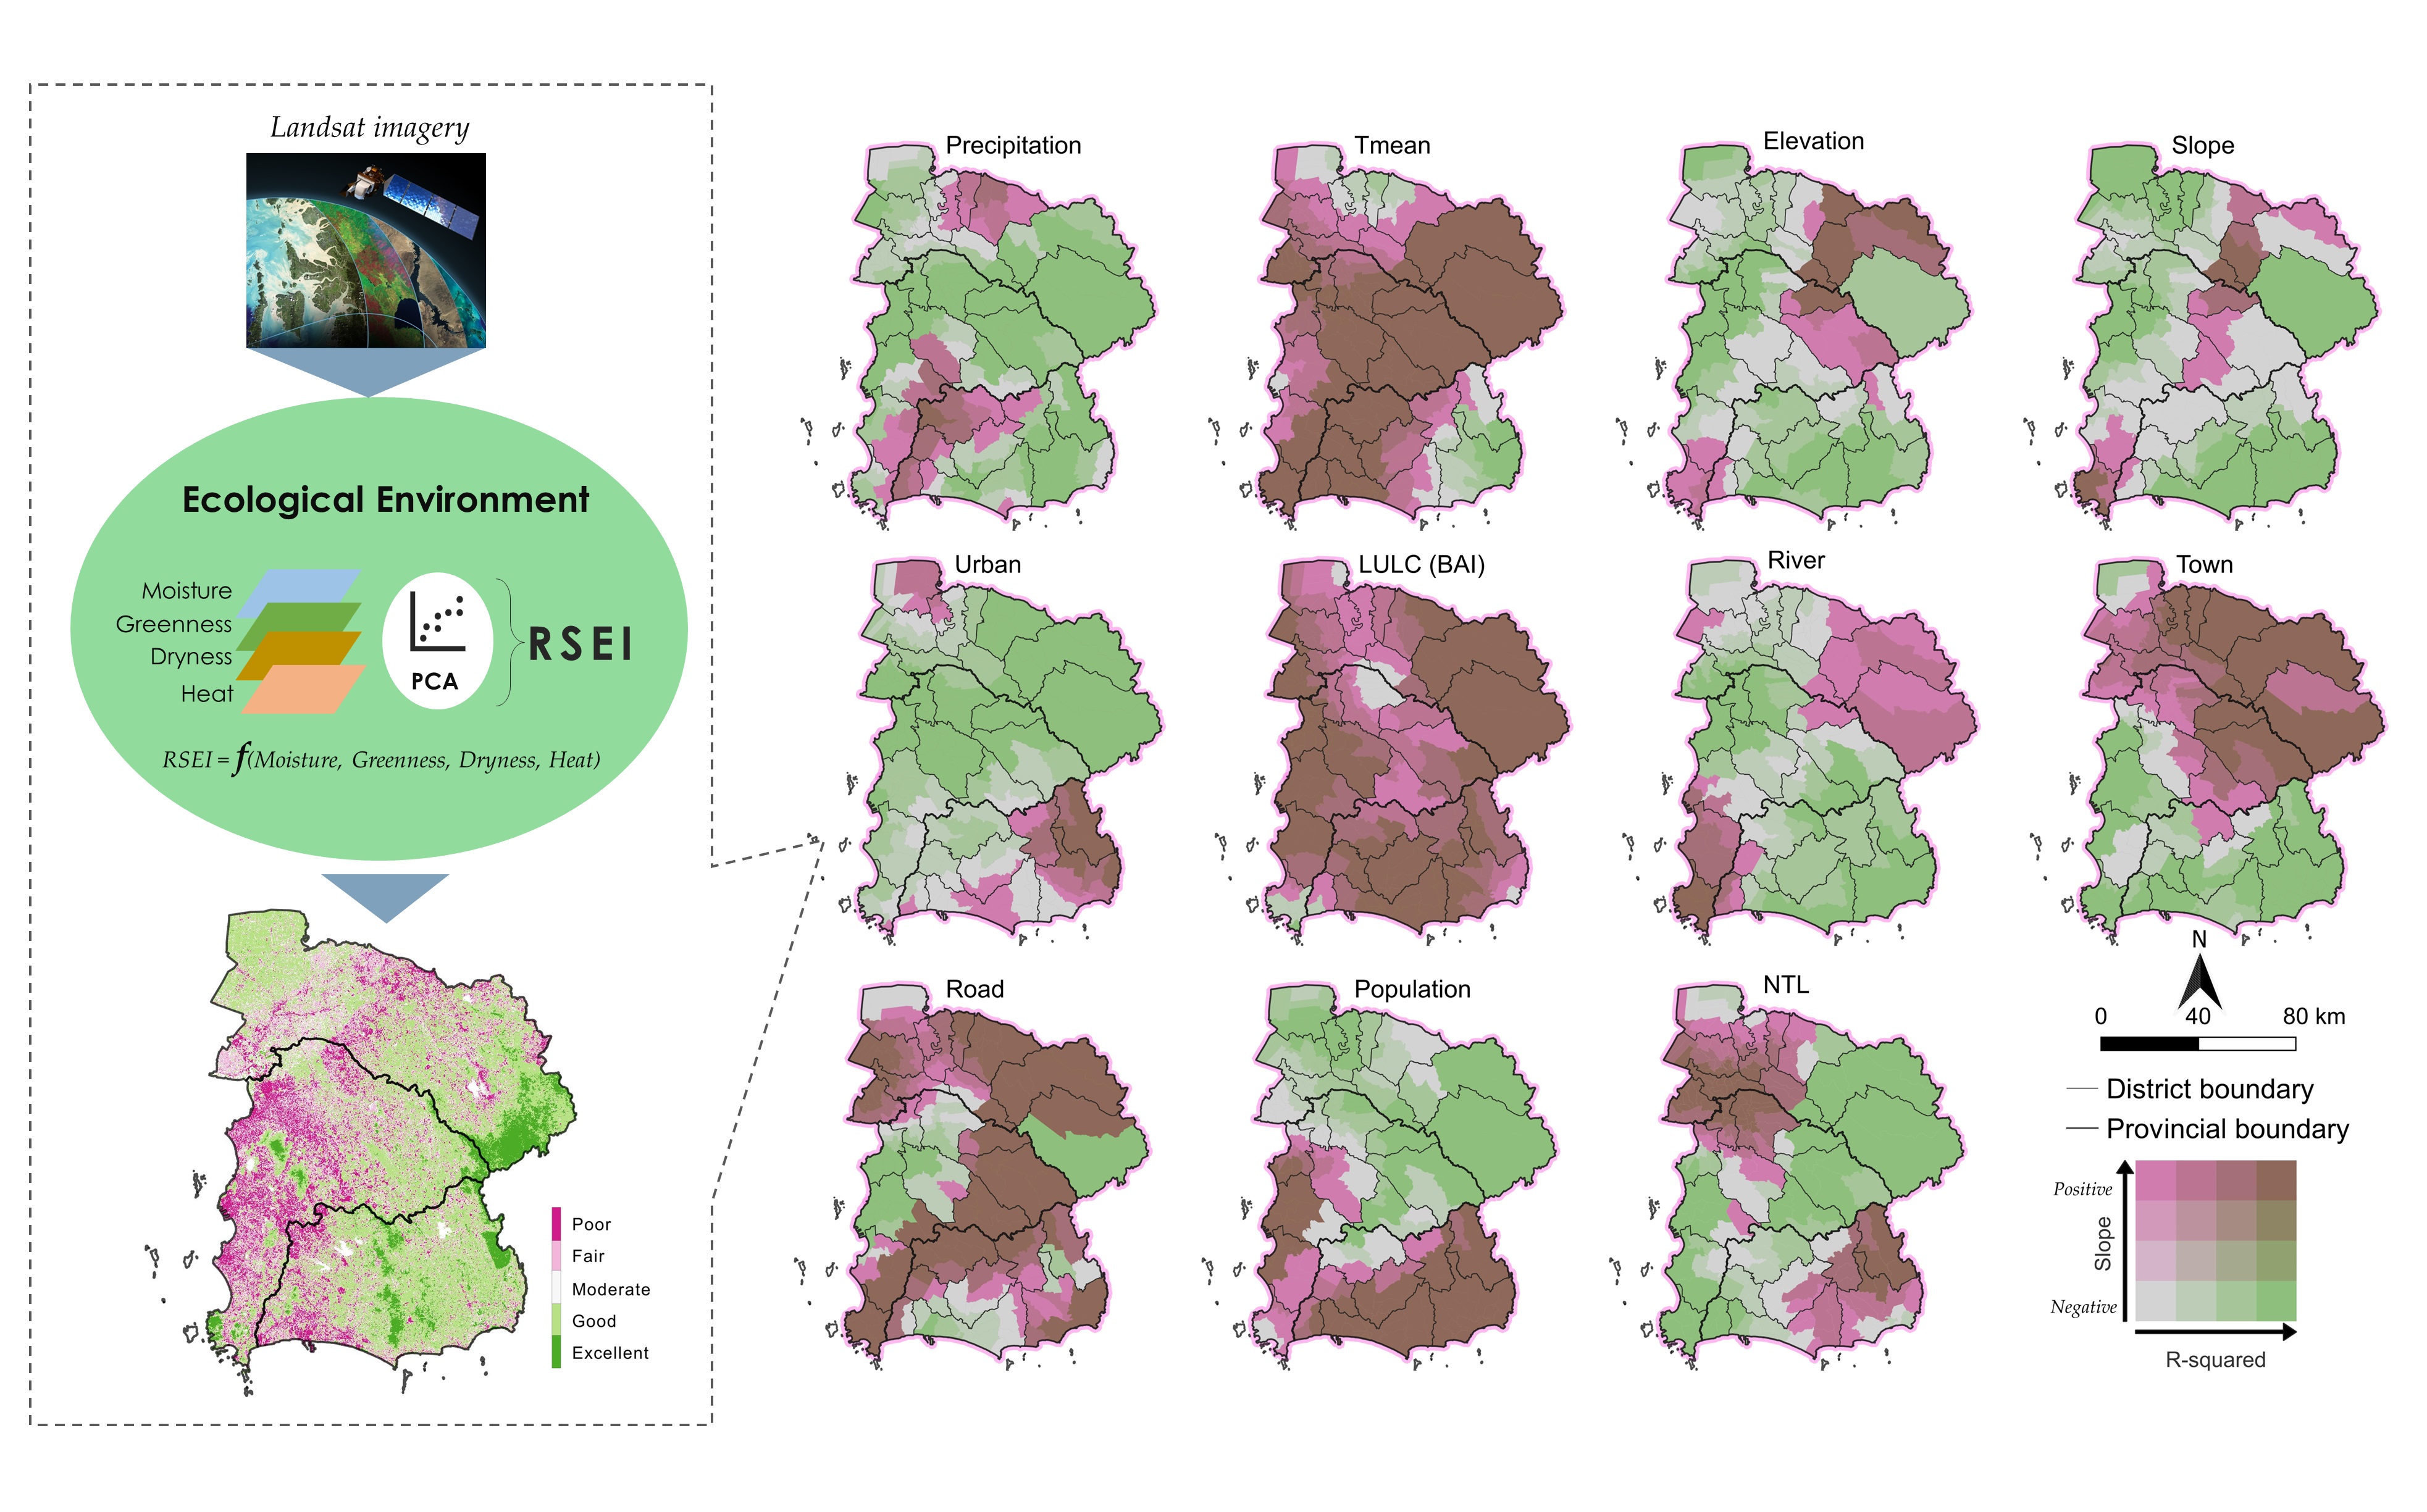 Landsat imagery
Ecological Environment
Moisture
Greenness
Dryness
Heat
PCA
RSEI
RSEI = f(Moisture, Greenness, Dryness, Heat)
Poor
Fair
Moderate
Good
Excellent
Precipitation
Tmean
Elevation
Slope
Urban
LULC (BAI)
River
Town
Road
Population
NTL
N
0 40 80 km
District boundary
Provincial boundary
Positive
Slope
Negative
R-squared